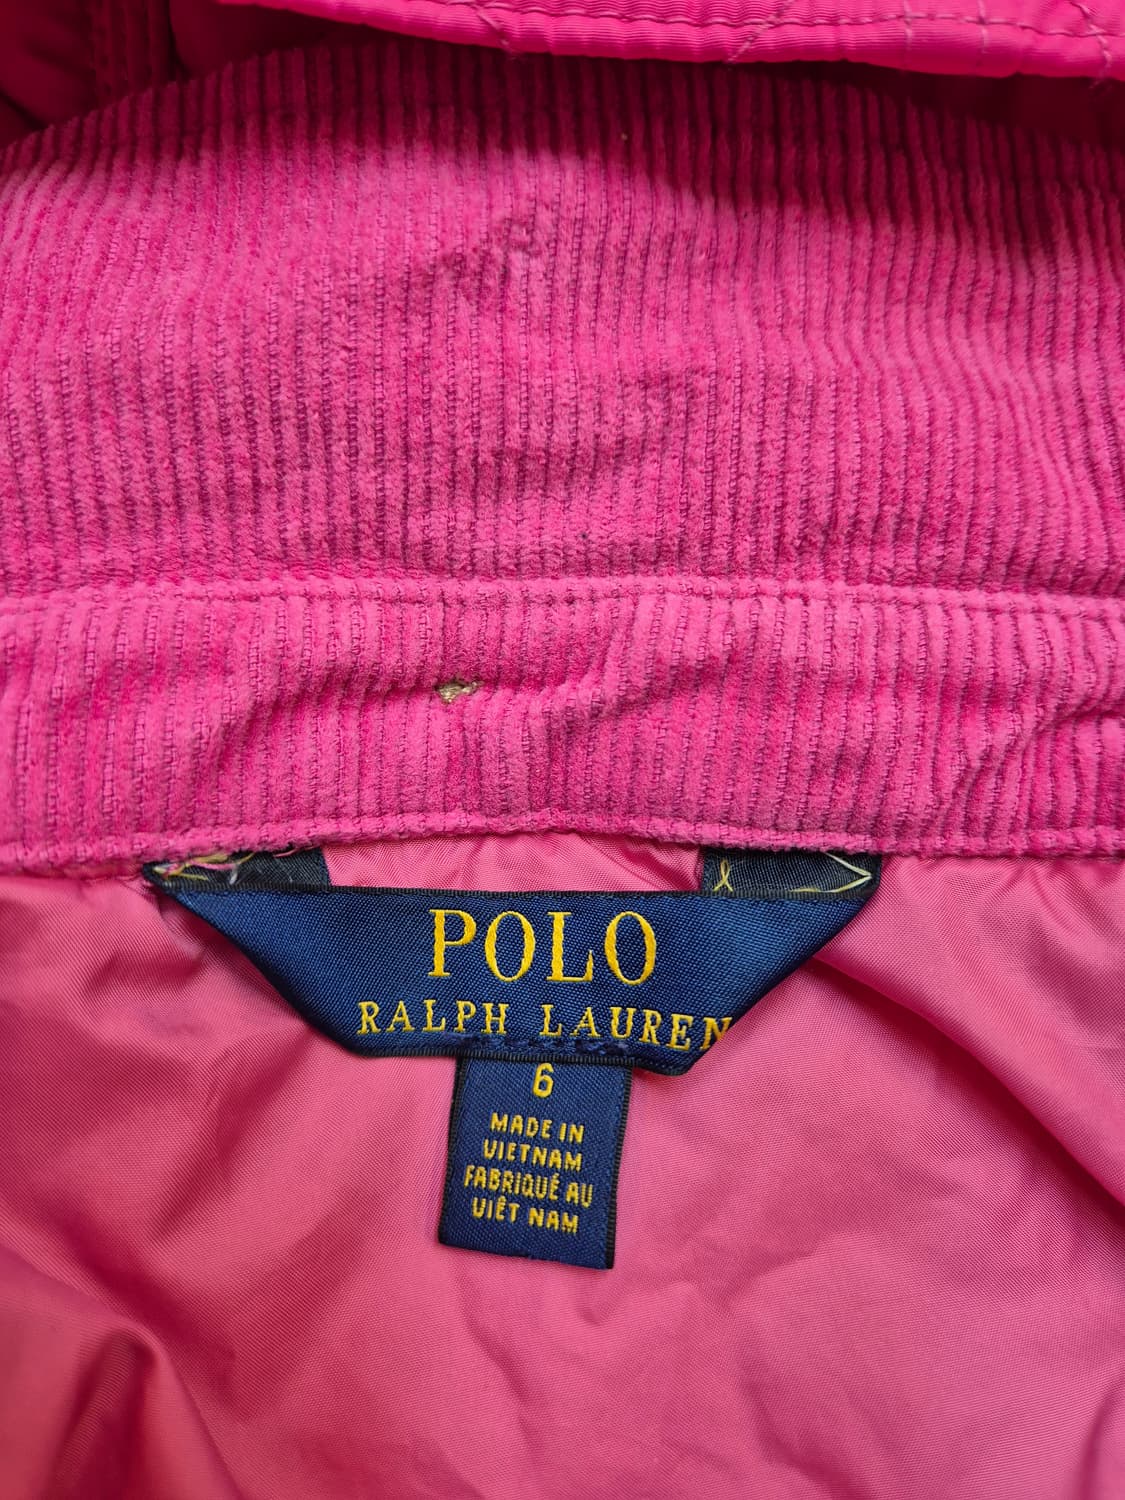 POLO
RALPH LAUREN
6
MADE IN
VIETNAM
FABRIQUÉ AU
VIÊT NAM